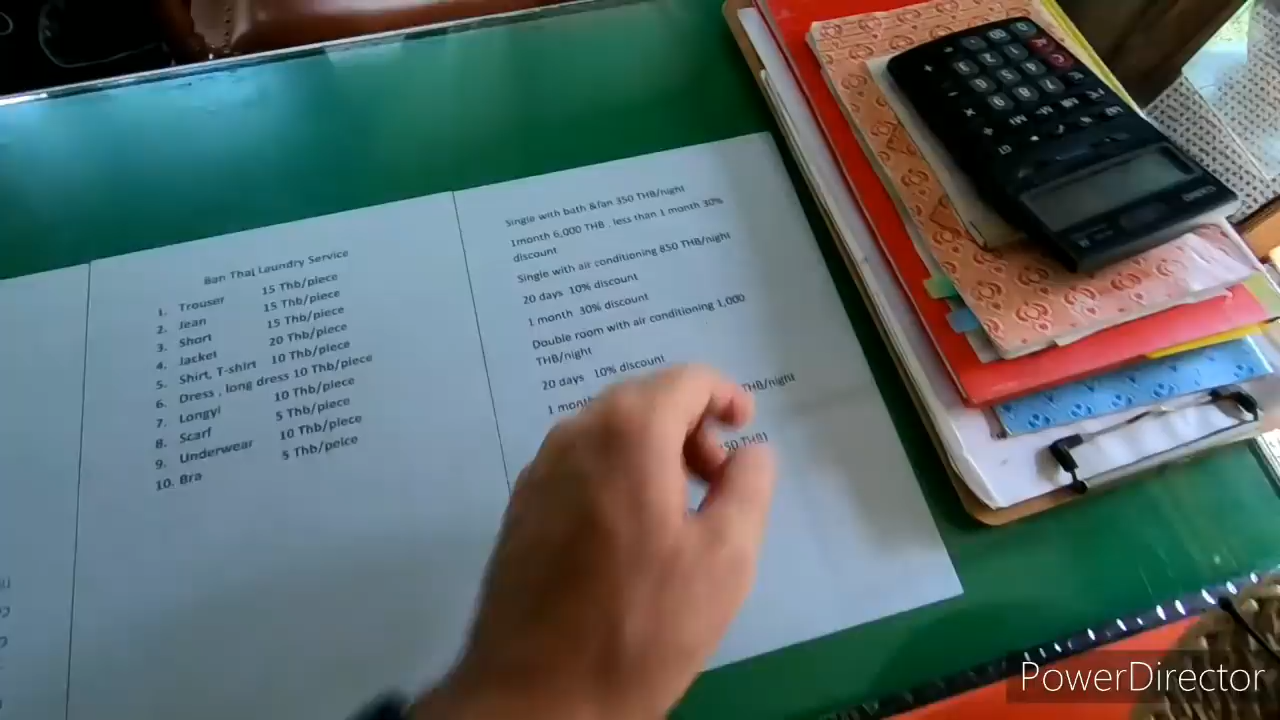 Ban Thai Laundry Service
1. Trouser 15 Thb/piece
2. Jean 15 Thb/piece
3. Short 15 Thb/piece
4. Jacket 20 Thb/piece
5. Shirt, T-shirt 10 Thb/piece
6. Dress , long dress 10 Thb/piece
7. Longyi 10 Thb/piece
8. Scarf 5 Thb/piece
9. Underwear 10 Thb/piece
10. Bra 5 Thb/peice
Single with bath &fan 350 THB/night
1month 6,000 THB . less than 1 month 30%
discount
Single with air conditioning 850 THB/night
20 days 10% discount
1 month 30% discount
Double room with air conditioning 1,000
THB/night
20 days 10% discount
1 month
THB/night
THB)
PowerDirector